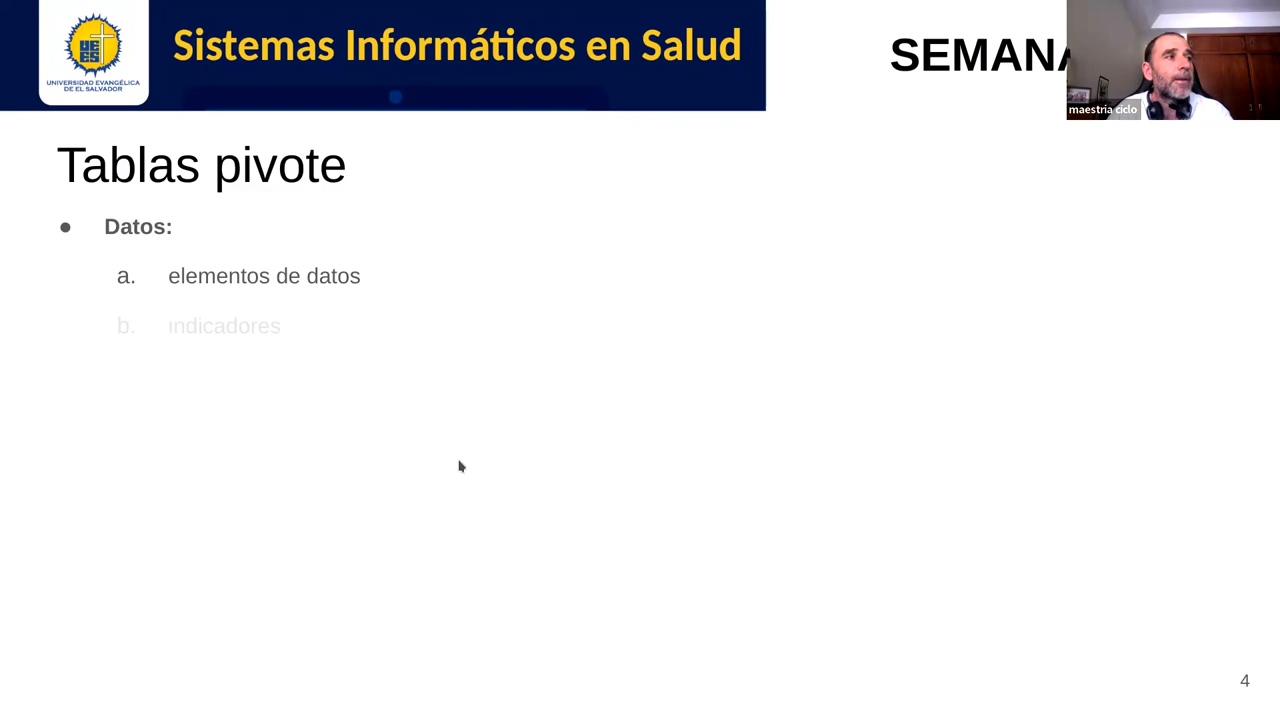 UNIVERSIDAD EVANGÉLICA
DE EL SALVADOR
Sistemas Informáticos en Salud
SEMANA
maestria ciclo
Tablas pivote
● Datos:
a. elementos de datos
b. indicadores
4